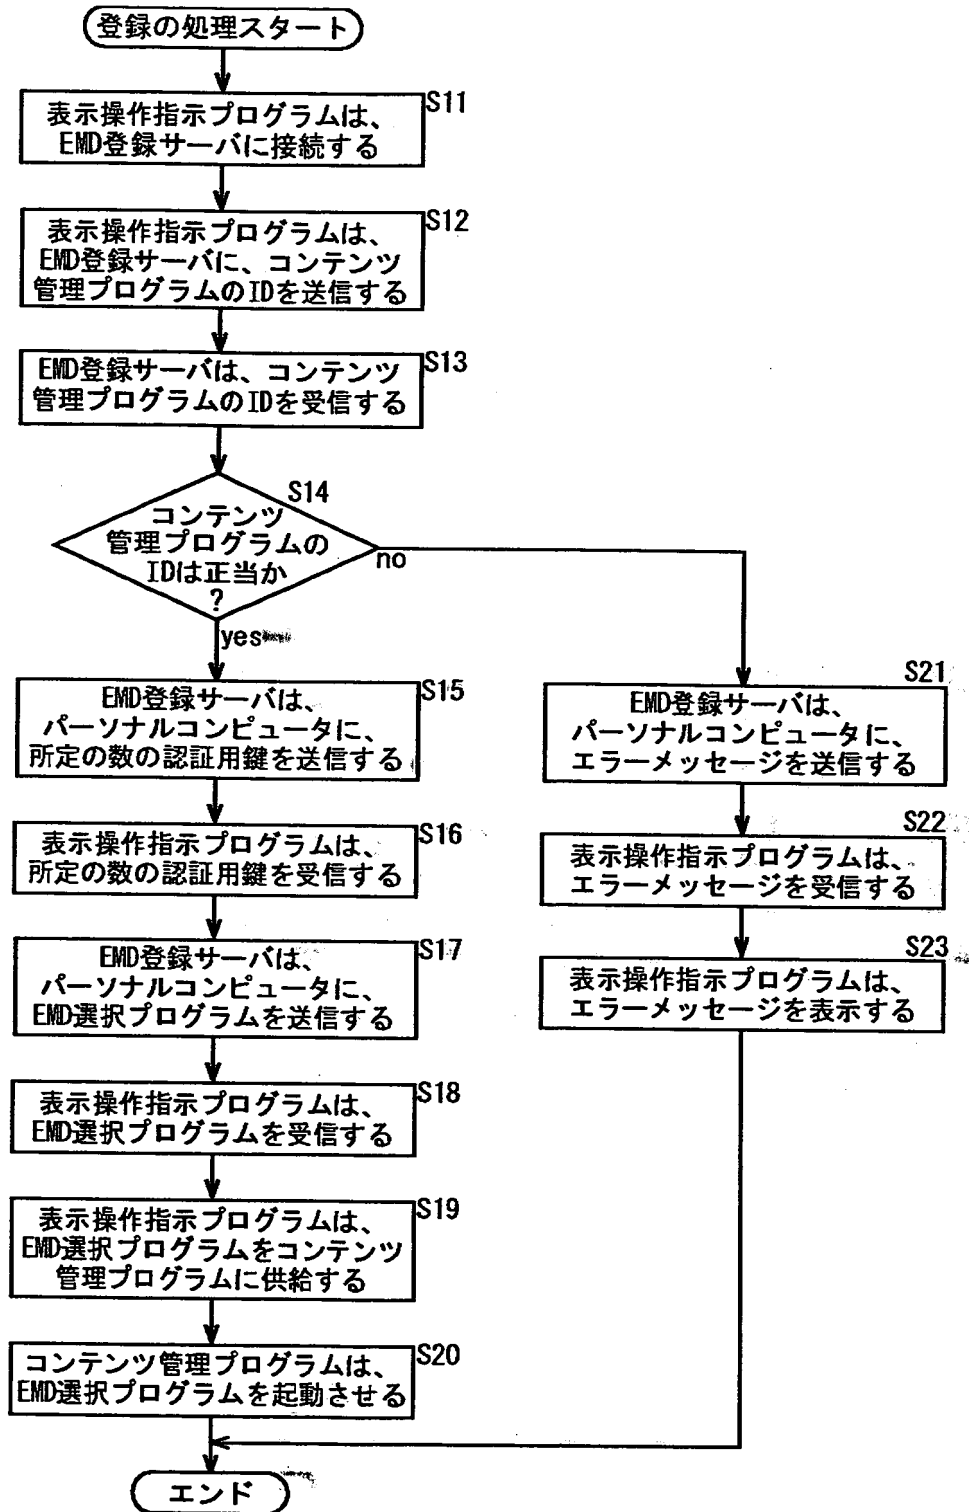 登録の処理スタート
S11
表示操作指示プログラムは、
EMD登録サーバに接続する
S12
表示操作指示プログラムは、
EMD登録サーバに、コンテンツ
管理プログラムのIDを送信する
S13
EMD登録サーバは、コンテンツ
管理プログラムのIDを受信する
S14
コンテンツ
管理プログラムの
IDは正当か
?
no
yes
S15
EMD登録サーバは、
パーソナルコンピュータに、
所定の数の認証用鍵を送信する
S16
表示操作指示プログラムは、
所定の数の認証用鍵を受信する
S17
EMD登録サーバは、
パーソナルコンピュータに、
EMD選択プログラムを送信する
S18
表示操作指示プログラムは、
EMD選択プログラムを受信する
S19
表示操作指示プログラムは、
EMD選択プログラムをコンテンツ
管理プログラムに供給する
S20
コンテンツ管理プログラムは、
EMD選択プログラムを起動させる
S21
EMD登録サーバは、
パーソナルコンピュータに、
エラーメッセージを送信する
S22
表示操作指示プログラムは、
エラーメッセージを受信する
S23
表示操作指示プログラムは、
エラーメッセージを表示する
エンド